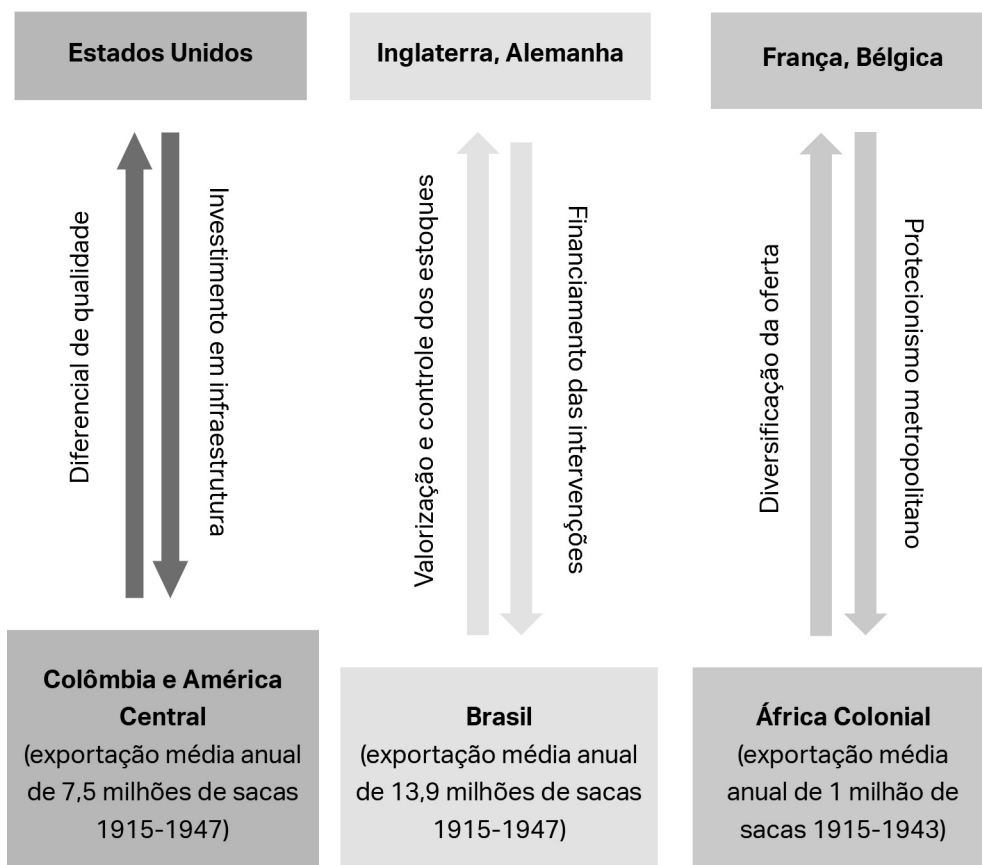 Estados Unidos
Inglaterra, Alemanha
França, Bélgica
Diferencial de qualidade
Investimento em infraestrutura
Valorização e controle dos estoques
Financiamento das intervenções
Diversificação da oferta
Protecionismo metropolitano
Colômbia e América
Central
(exportação média anual
de 7,5 milhões de sacas
1915-1947)
Brasil
(exportação média anual
de 13,9 milhões de sacas
1915-1947)
África Colonial
(exportação média
anual de 1 milhão de
sacas 1915-1943)